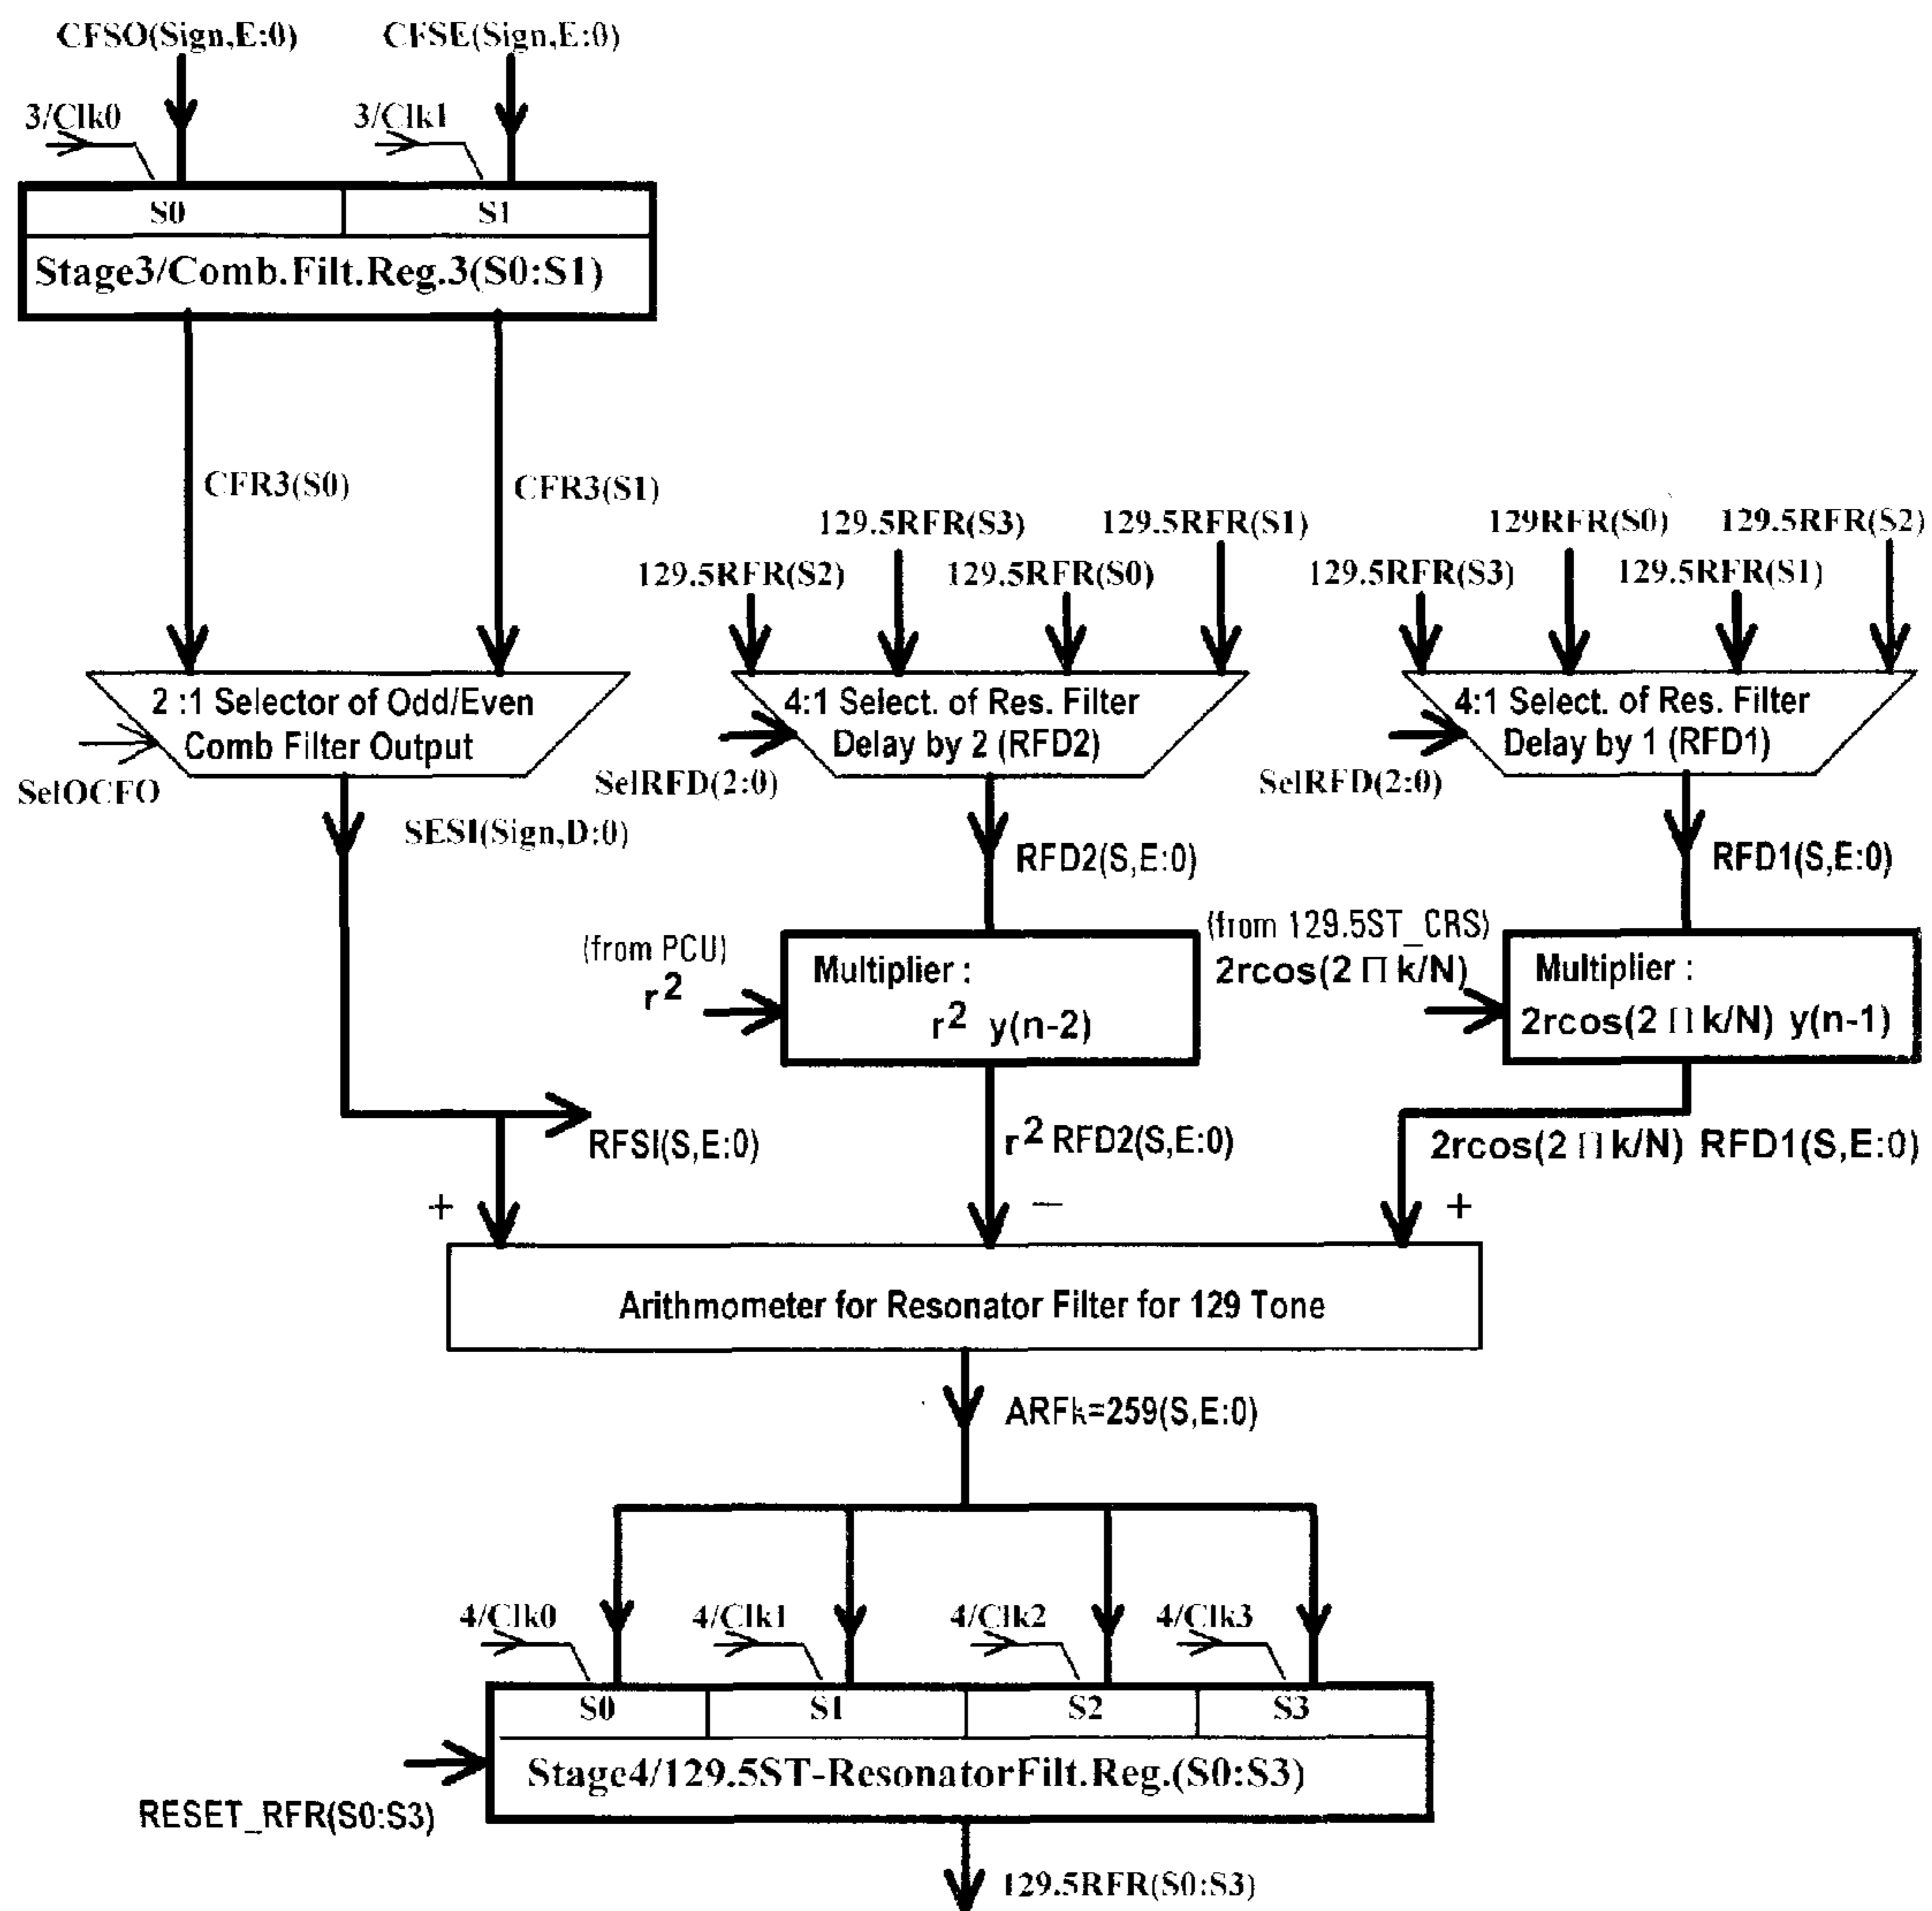 CFSO(Sign,E:0)
CFSE(Sign,E:0)
3/Clk0
3/Clk1
S0
S1
Stage3/Comb.Filt.Reg.3(S0:S1)
CFR3(S0)
CFR3(S1)
129.5RFR(S3)
129.5RFR(S1)
129RFR(S0)
129.5RFR(S2)
129.5RFR(S2)
129.5RFR(S0)
129.5RFR(S3)
129.5RFR(S1)
2 :1 Selector of Odd/Even
Comb Filter Output
4:1 Select. of Res. Filter
Delay by 2 (RFD2)
4:1 Select. of Res. Filter
Delay by 1 (RFD1)
SelOCFO
SelRFD(2:0)
SelRFD(2:0)
SESI(Sign,D:0)
RFD2(S,E:0)
RFD1(S,E:0)
(from PCU)
r²
Multiplier :
r² y(n-2)
(from 129.5ST_CRS)
2rcos(2 Π k/N)
Multiplier :
2rcos(2 Π k/N) y(n-1)
RFSI(S,E:0)
r² RFD2(S,E:0)
2rcos(2 Π k/N) RFD1(S,E:0)
+
—
+
Arithmometer for Resonator Filter for 129 Tone
ARFk=259(S,E:0)
4/Clk0
4/Clk1
4/Clk2
4/Clk3
S0
S1
S2
S3
Stage4/129.5ST-ResonatorFilt.Reg.(S0:S3)
RESET_RFR(S0:S3)
129.5RFR(S0:S3)